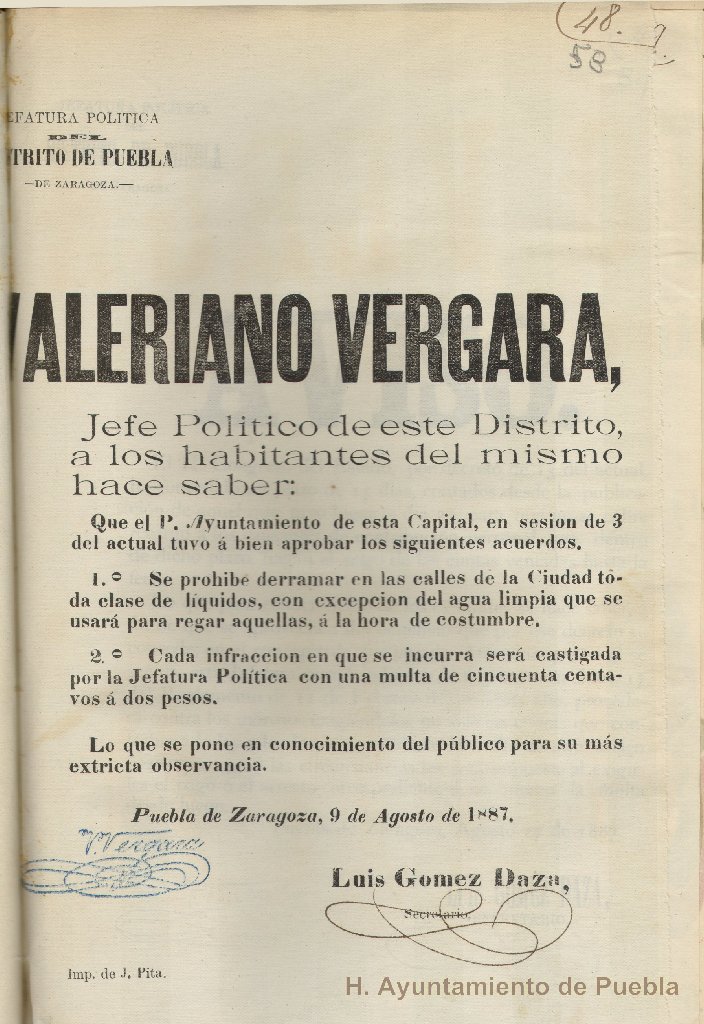 48.
58
EFATURA POLITICA
DEL
TRITO DE PUEBLA
—DE ZARAGOZA.—
VALERIANO VERGARA,
Jefe Politico de este Distrito,
a los habitantes del mismo
hace saber:
Que el P. Ayuntamiento de esta Capital, en sesion de 3
del actual tuvo á bien aprobar los siguientes acuerdos.
1.º Se prohibe derramar en las calles de la Ciudad tó-
da clase de líquidos, con excepcion del agua limpia que se
usará para regar aquellas, á la hora de costumbre.
2.º Cada infraccion en que se incurra será castigada
por la Jefatura Política con una multa de cincuenta centa-
vos á dos pesos.
Lo que se pone en conocimiento del público para su más
extricta observancia.
Puebla de Zaragoza, 9 de Agosto de 1887.
V. Vergara
Luis Gomez Daza,
Secretario.
Imp. de J. Pita.
H. Ayuntamiento de Puebla